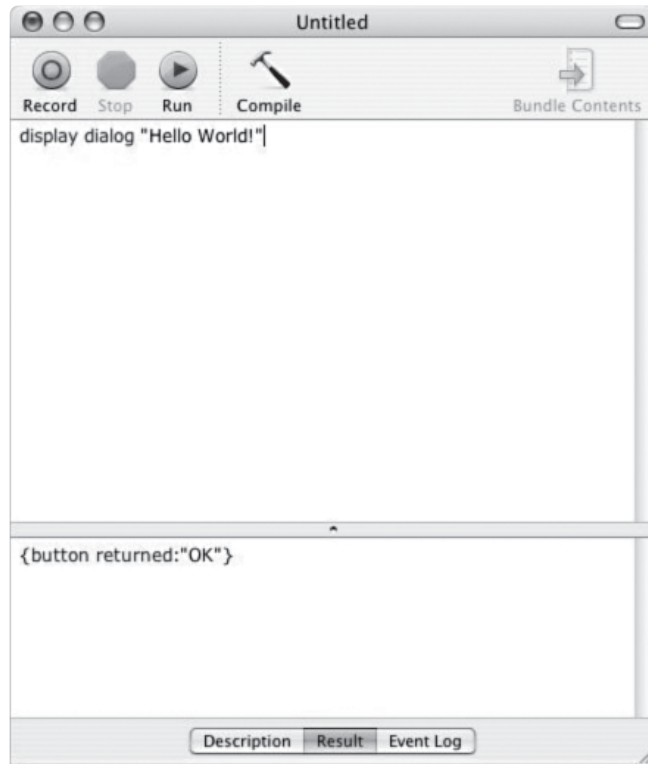 Untitled
Record Stop Run Compile Bundle Contents
display dialog "Hello World!"
{button returned:"OK"}
Description Result Event Log